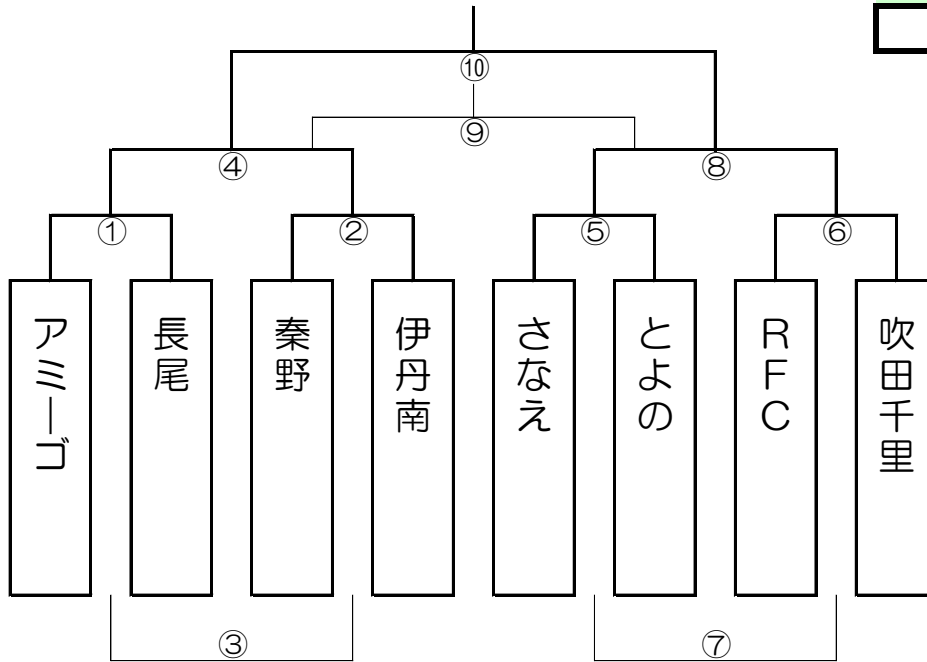 ⑩
⑨
④
⑧
①
②
⑤
⑥
アミーゴ
長尾
秦野
伊丹南
さなえ
とよの
RFC
吹田千里
③
⑦